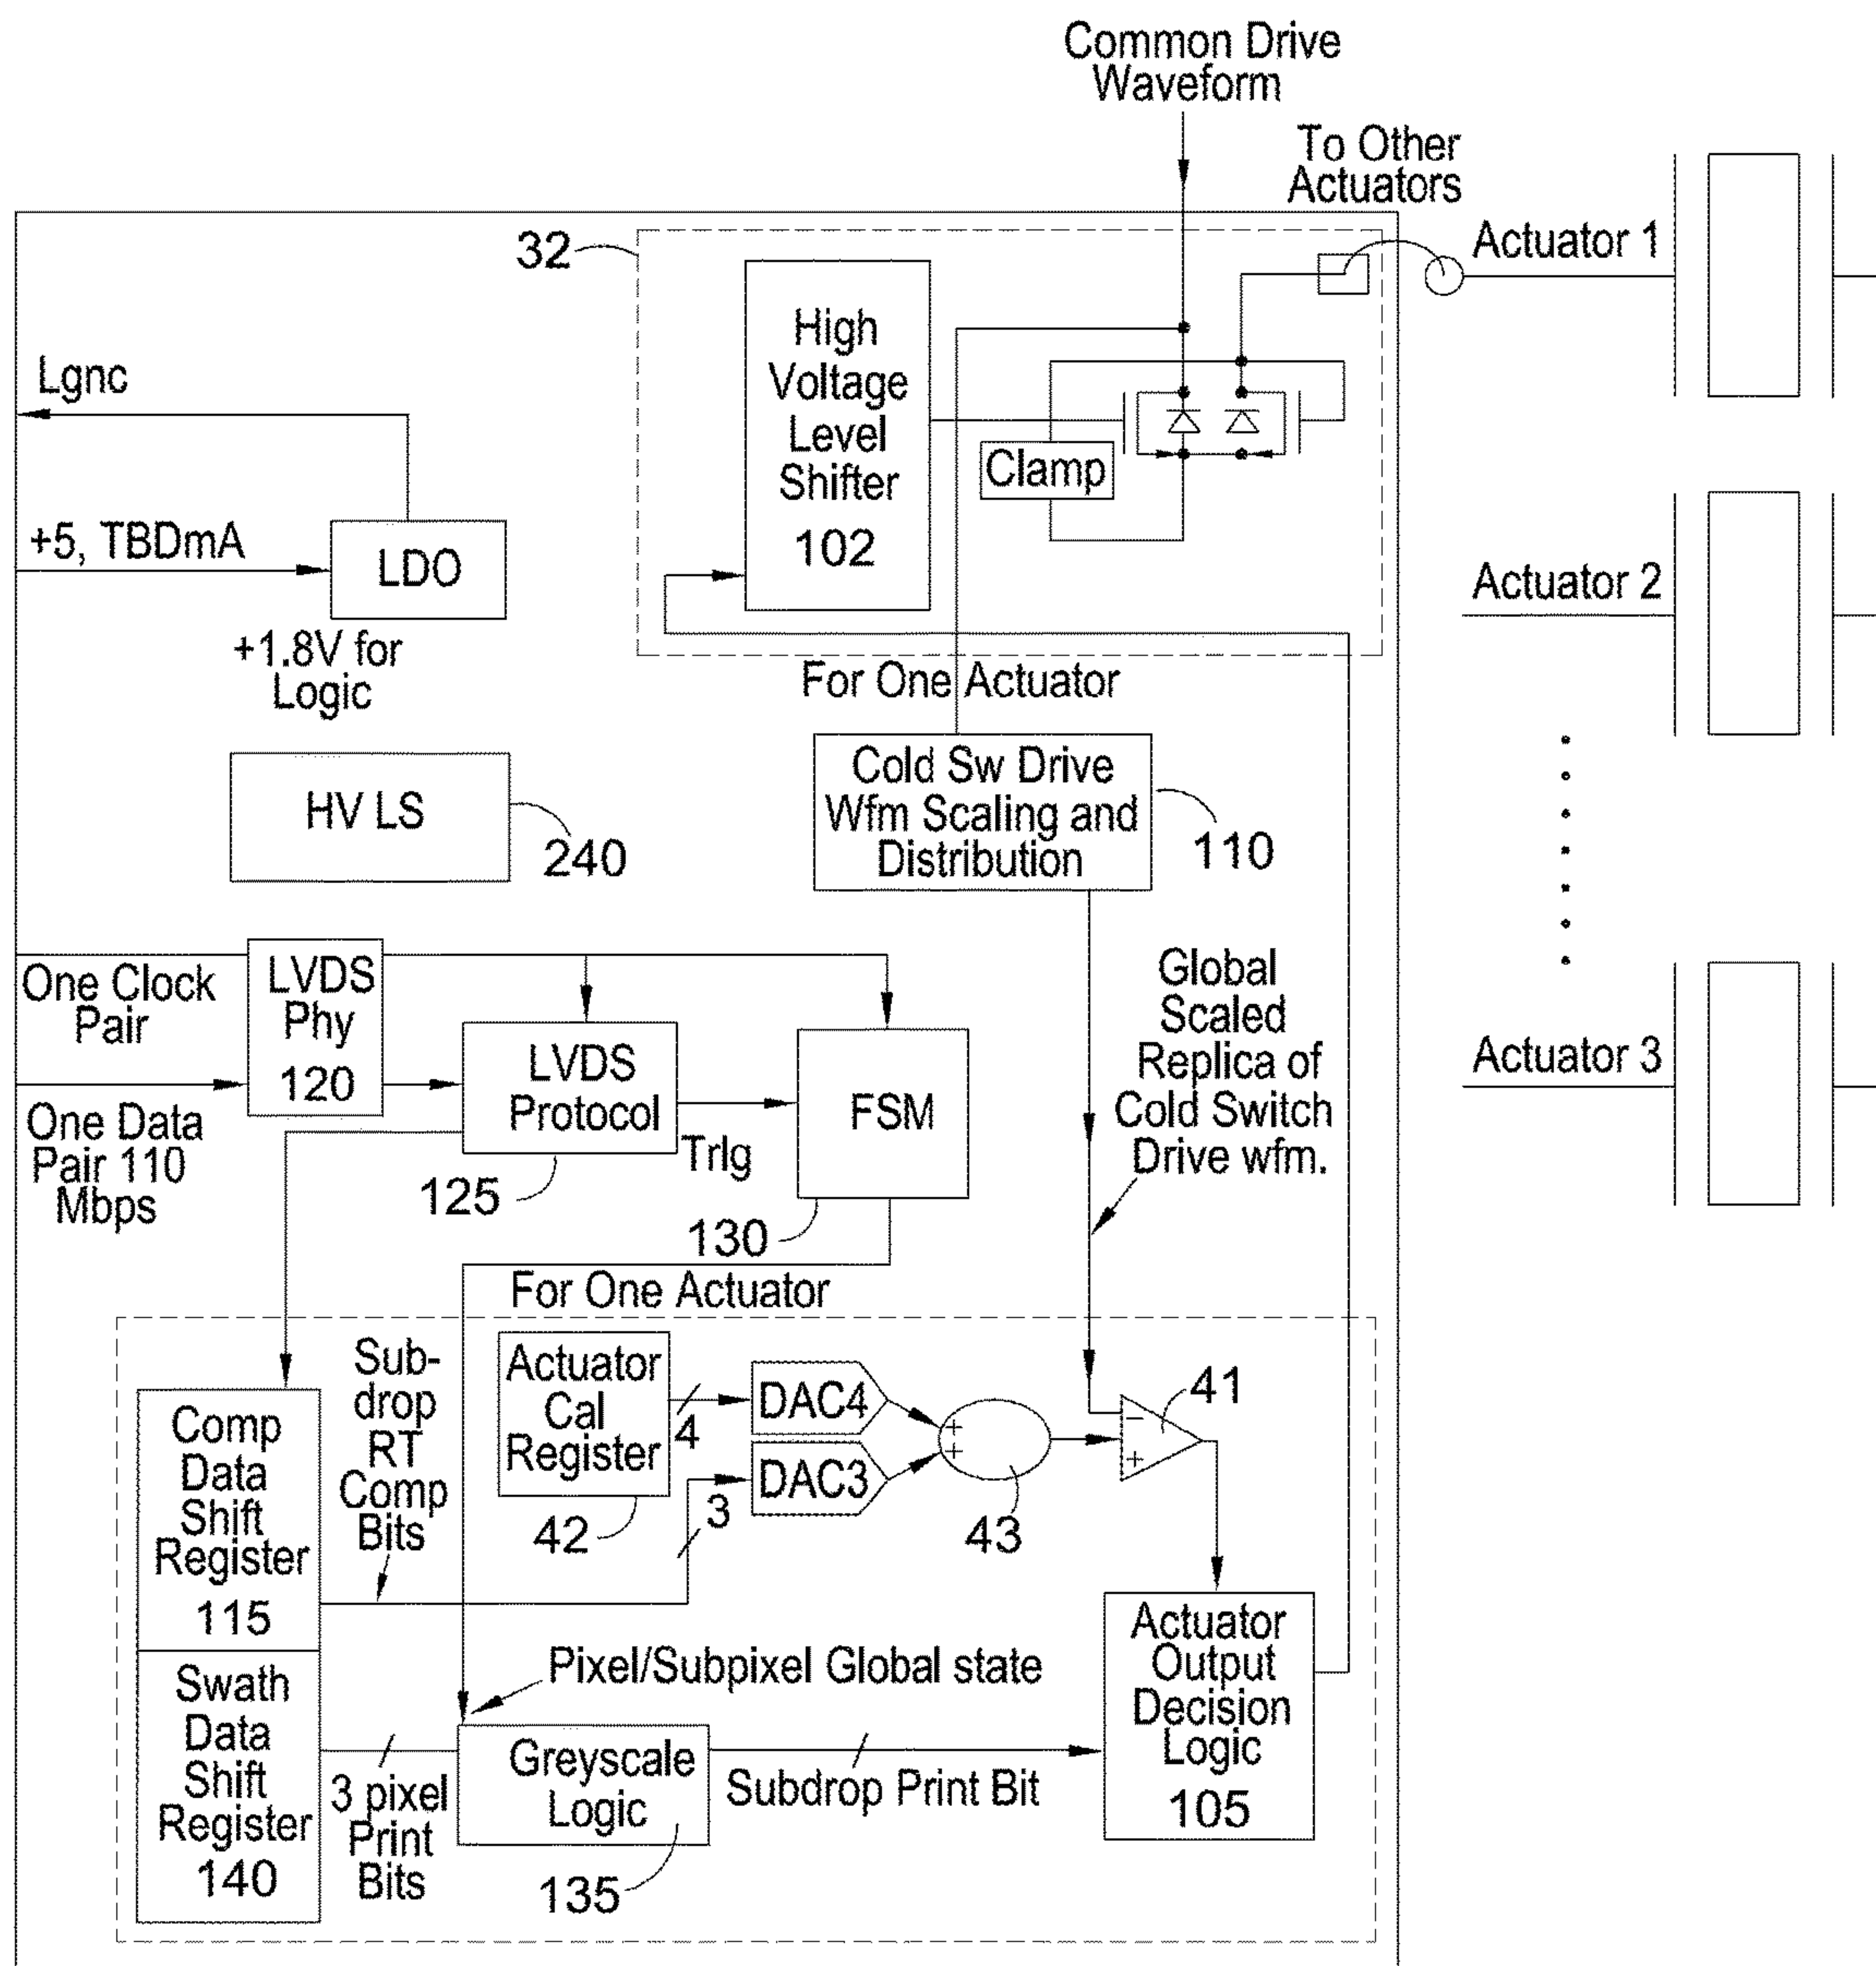 Common Drive
Waveform
To Other
Actuators
32
Actuator 1
High
Voltage
Level
Shifter
102
Clamp
Lgnc
+5, TBDmA
LDO
+1.8V for
Logic
Actuator 2
For One Actuator
HV LS
240
Cold Sw Drive
Wfm Scaling and
Distribution
110
One Clock
Pair
LVDS
Phy
120
One Data
Pair 110
Mbps
LVDS
Protocol
125
TrIg
FSM
130
Global
Scaled
Replica of
Cold Switch
Drive wfm.
Actuator 3
For One Actuator
Comp
Data
Shift
Register
115
Sub-
drop
RT
Comp
Bits
Actuator
Cal
Register
42
4
DAC4
3
DAC3
+
+
43
−
+
41
Swath
Data
Shift
Register
140
3 pixel
Print
Bits
Pixel/Subpixel Global state
Greyscale
Logic
135
Subdrop Print Bit
Actuator
Output
Decision
Logic
105